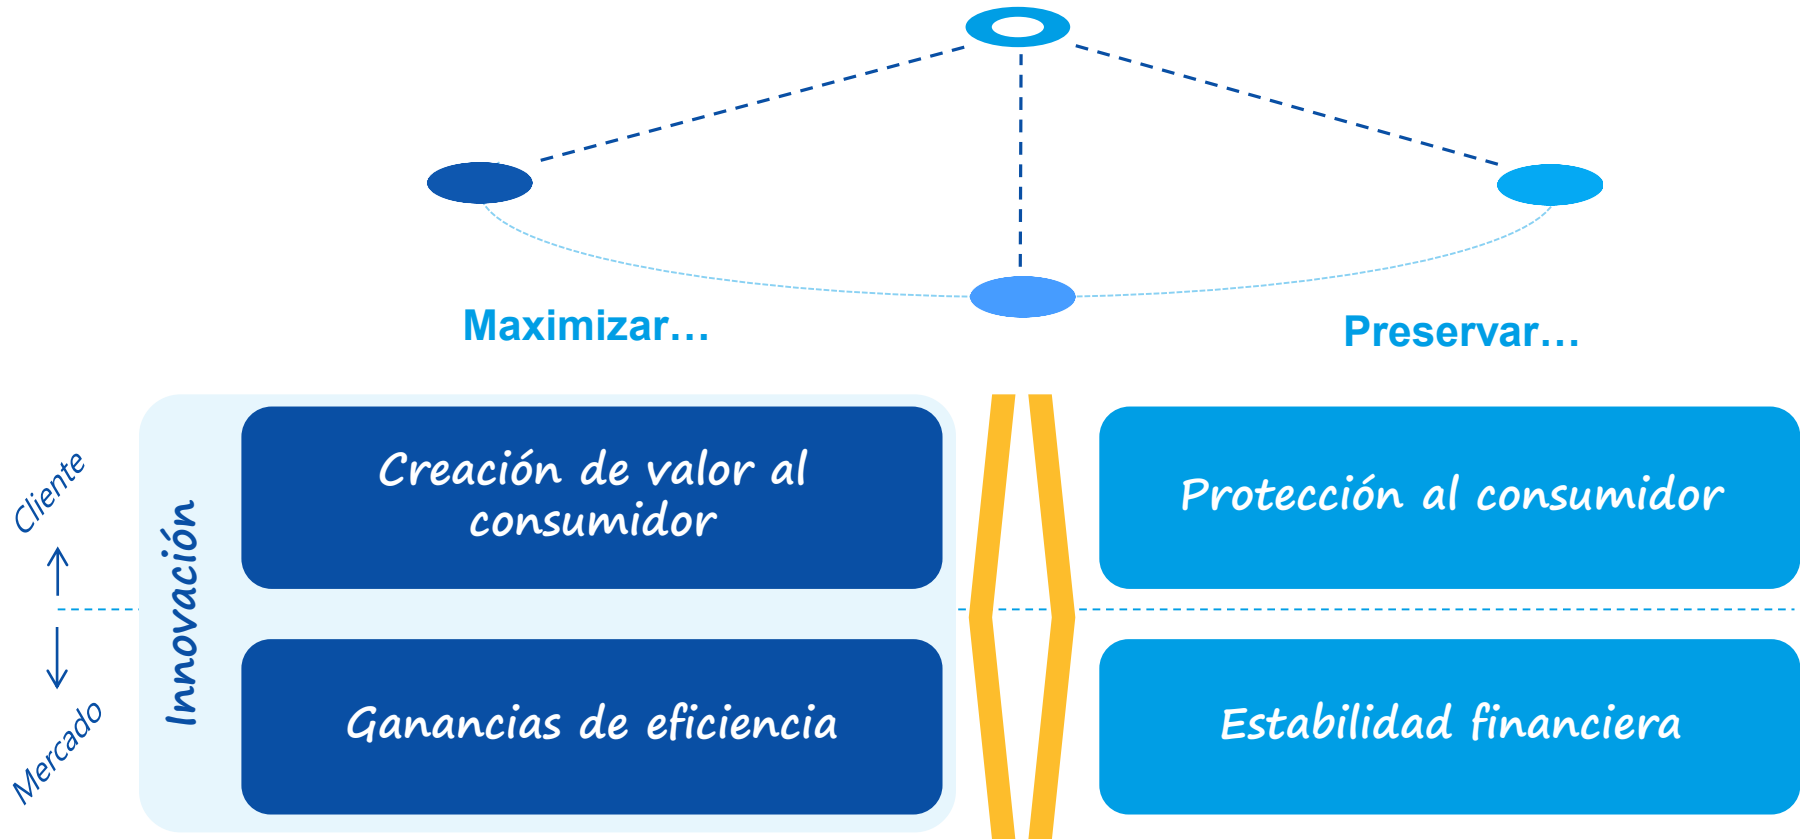 Maximizar…
Preservar…
Cliente
Mercado
Innovación
Creación de valor al
consumidor
Protección al consumidor
Ganancias de eficiencia
Estabilidad financiera